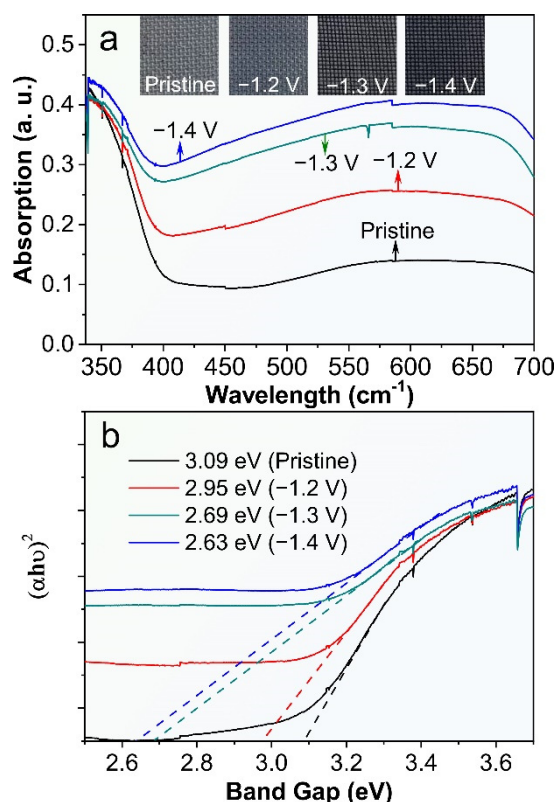 a
Pristine
−1.2 V
−1.3 V
−1.4 V
0.5
0.4
0.3
0.2
0.1
0.0
Absorption (a. u.)
−1.4 V
−1.3 V
−1.2 V
Pristine
350 400 450 500 550 600 650 700
Wavelength (cm⁻¹)
b
3.09 eV (Pristine)
2.95 eV (−1.2 V)
2.69 eV (−1.3 V)
2.63 eV (−1.4 V)
(αhυ)²
2.6 2.8 3.0 3.2 3.4 3.6
Band Gap (eV)